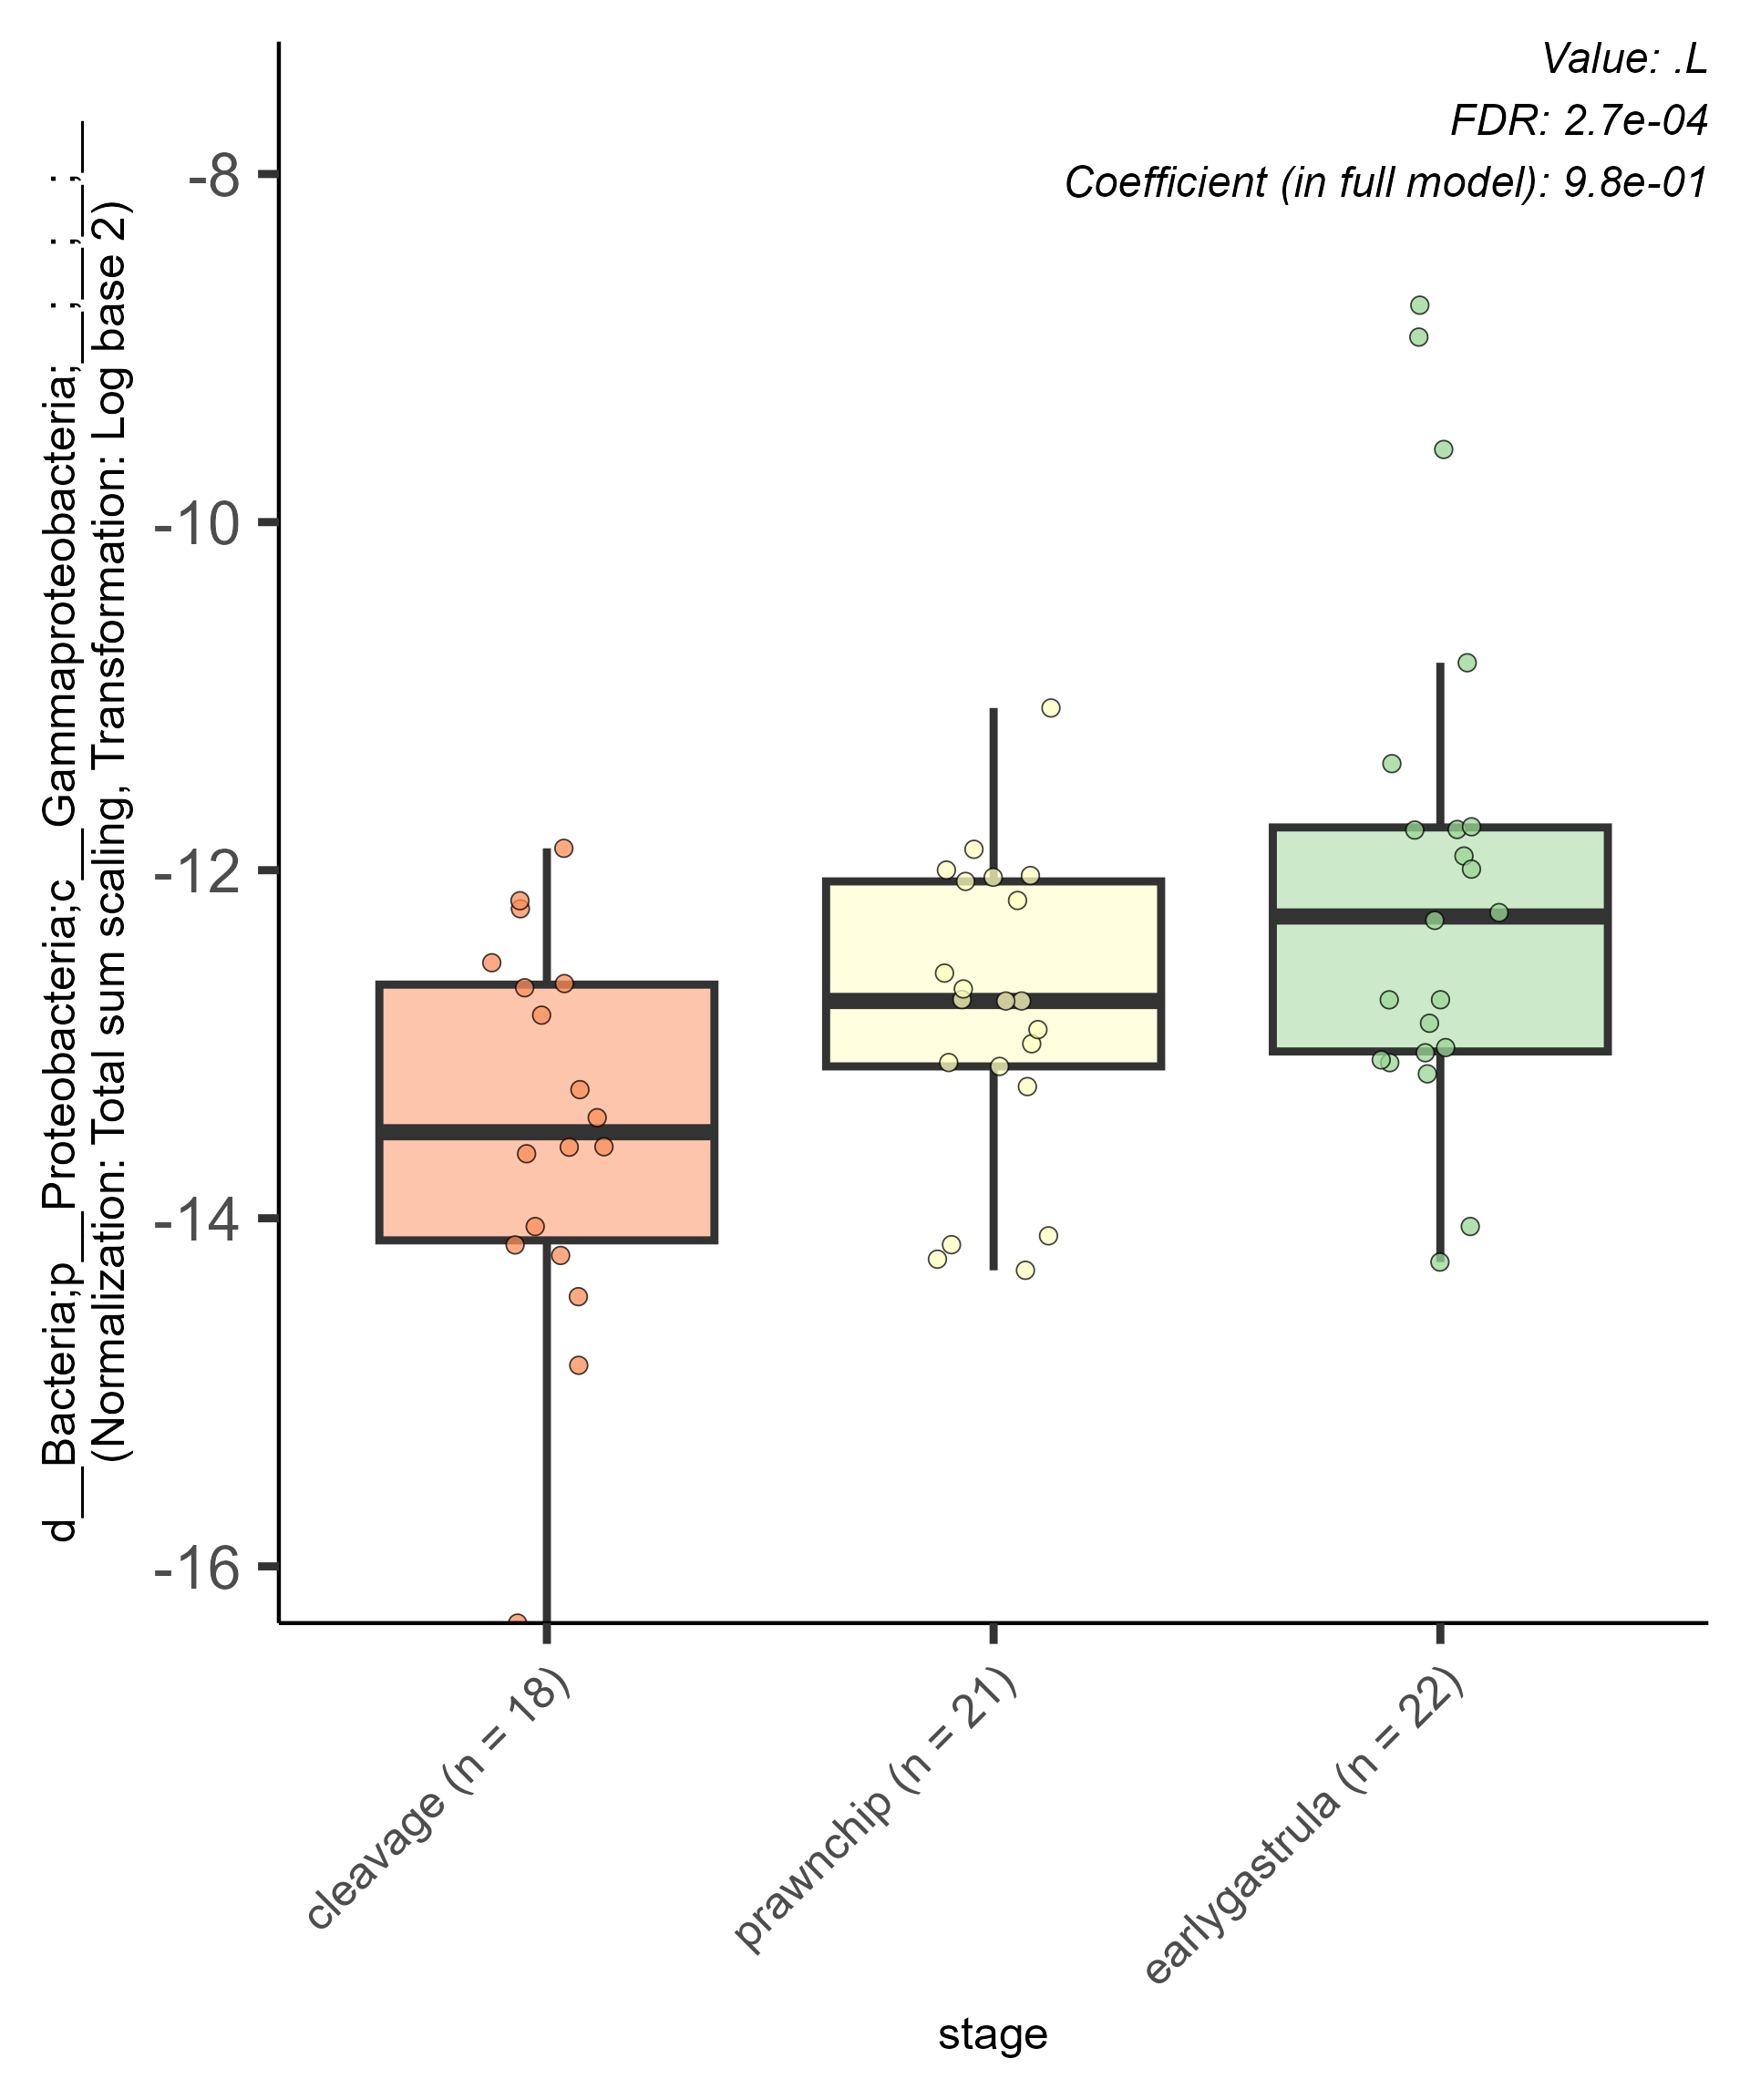 Value: .L
FDR: 2.7e-04
Coefficient (in full model): 9.8e-01
d__Bacteria;p__Proteobacteria;c__Gammaproteobacteria;__;__;__;__
(Normalization: Total sum scaling, Transformation: Log base 2)
-8
-10
-12
-14
-16
cleavage (n = 18)
prawnchip (n = 21)
earlygastrula (n = 22)
stage